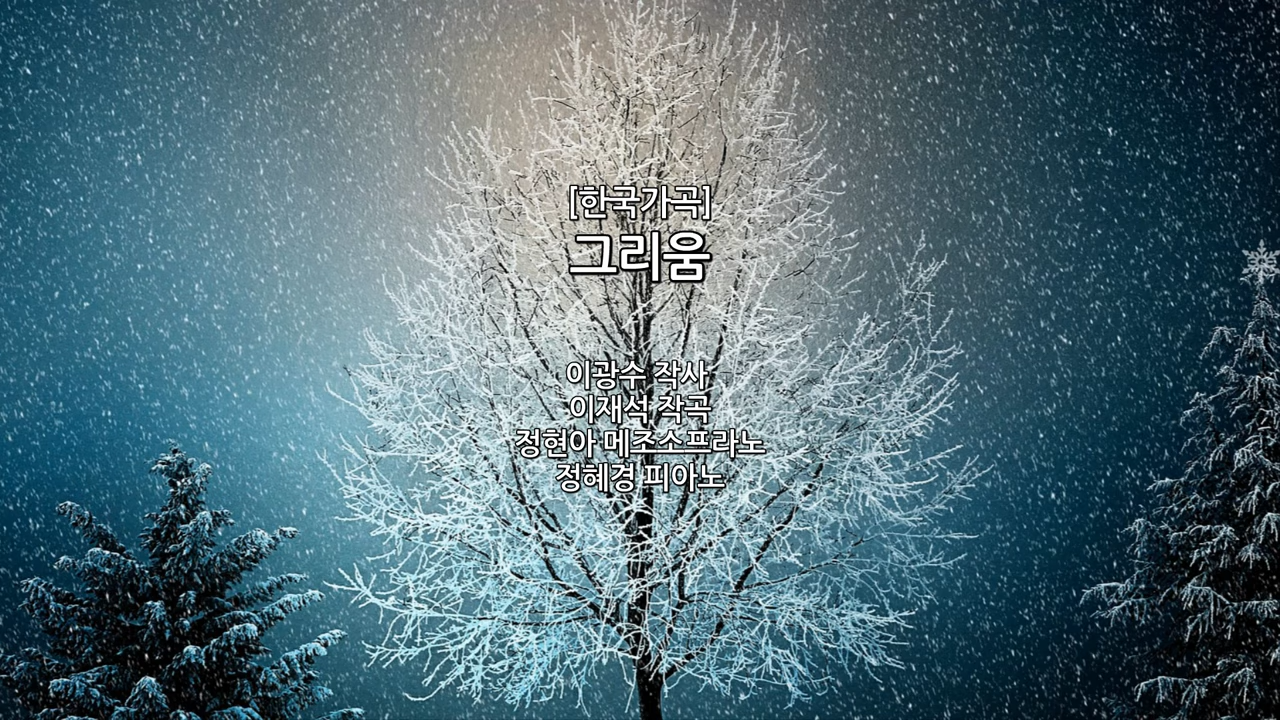 [한국가곡]
그리움
이광수 작사
이재석 작곡
정현아 메조소프라노
정혜경 피아노